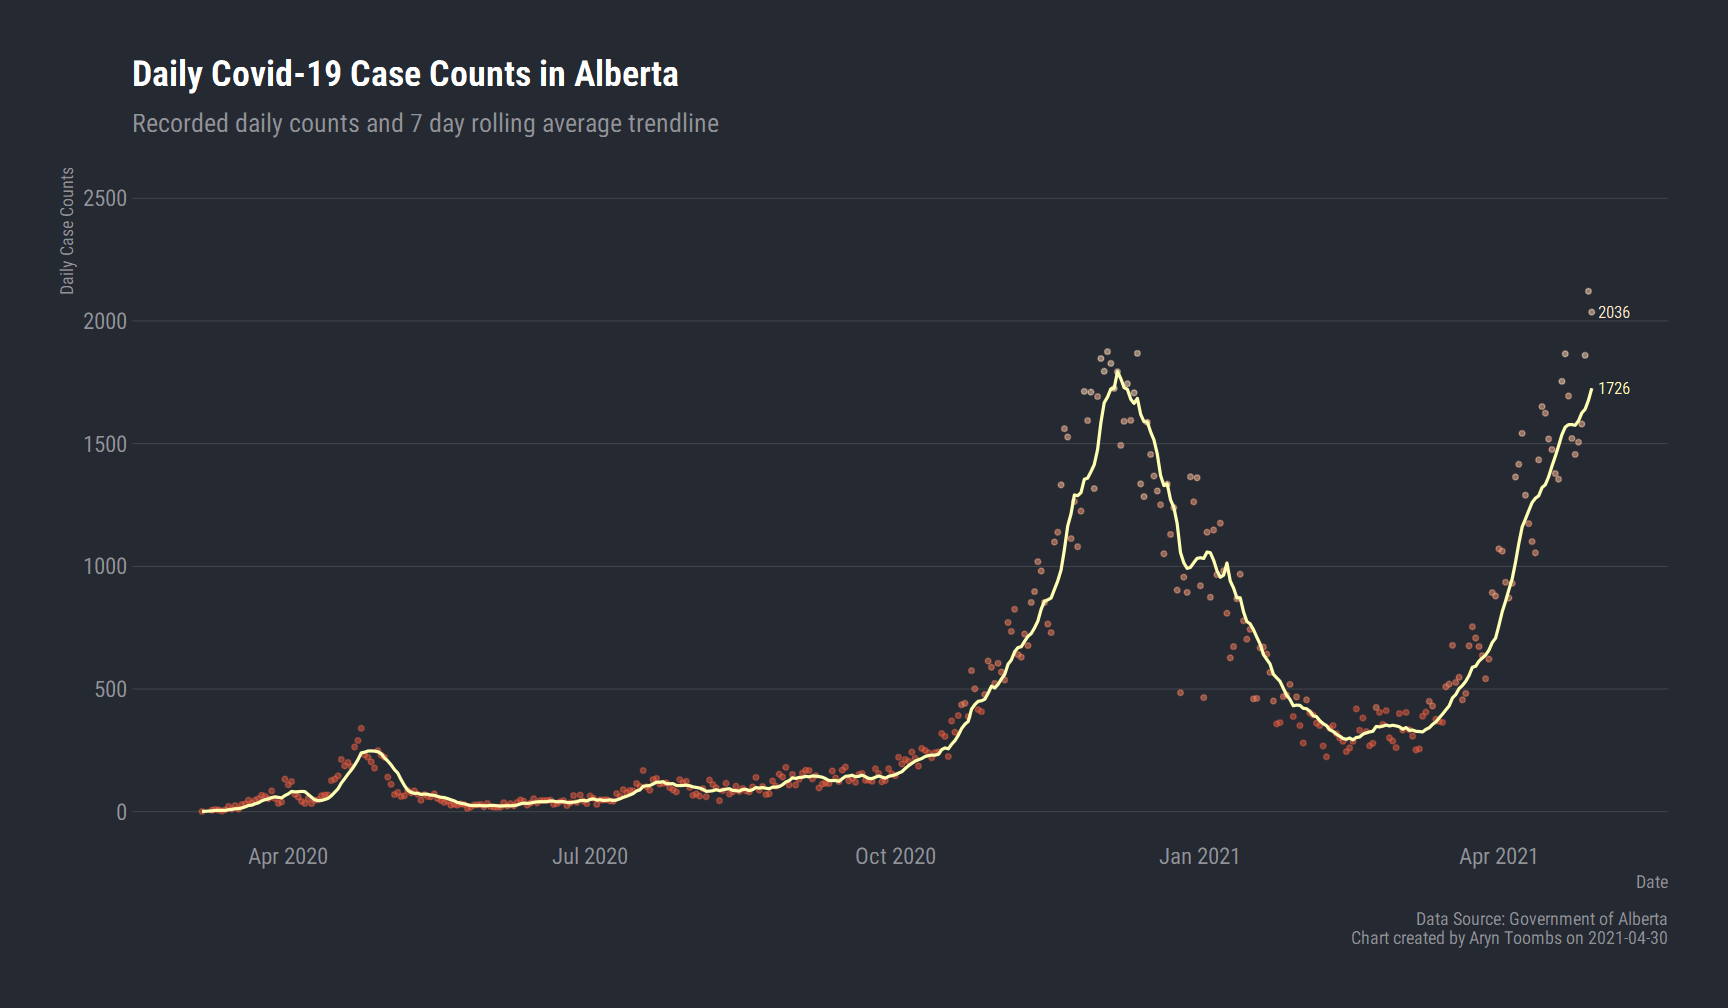 Daily Covid-19 Case Counts in Alberta
Recorded daily counts and 7 day rolling average trendline
Daily Case Counts
2500
2000
1500
1000
500
0
2036
1726
Apr 2020
Jul 2020
Oct 2020
Jan 2021
Apr 2021
Date
Data Source: Government of Alberta
Chart created by Aryn Toombs on 2021-04-30